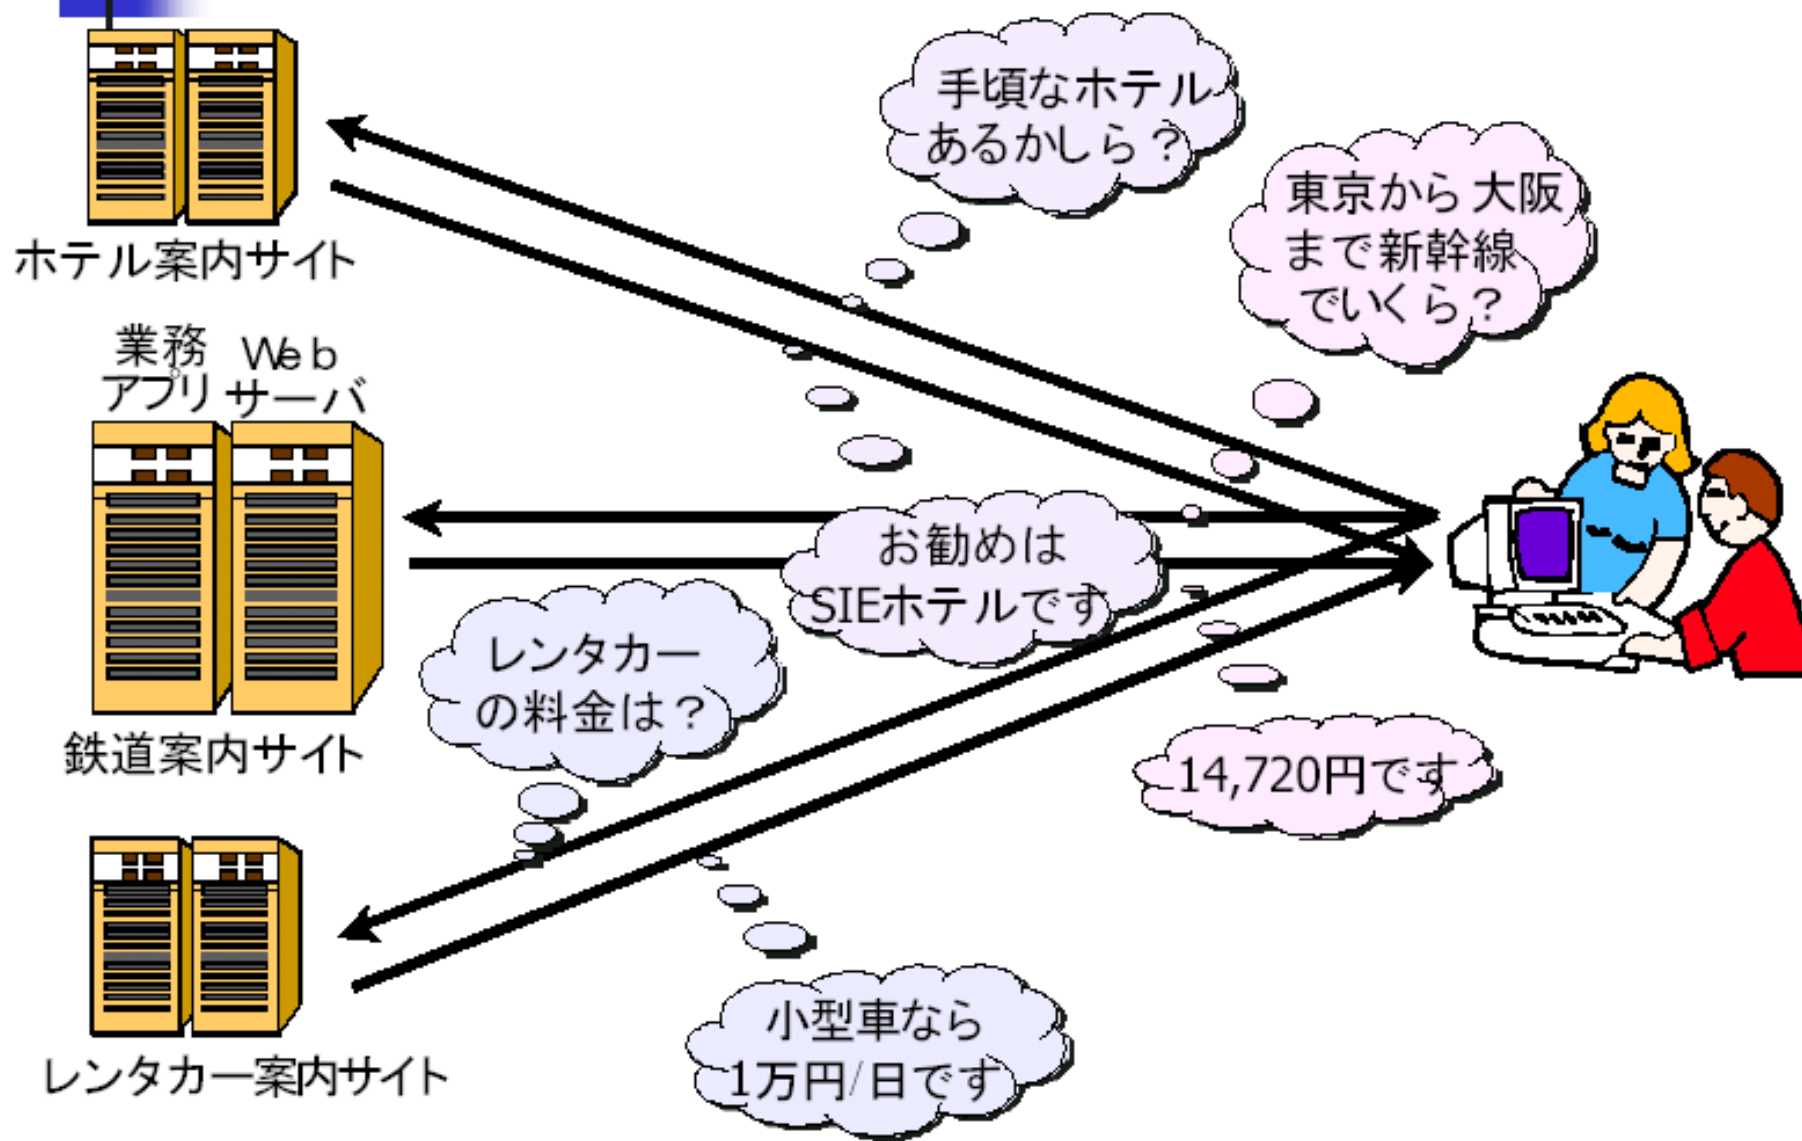 手頃なホテル
あるかしら？
東京から 大阪
まで新幹線
でいくら？
ホテル案内サイト
業務
アプリ
Web
サーバ
お勧めは
SIEホテルです
レンタカー
の料金は？
鉄道案内サイト
14,720円です
小型車なら
1万円/日です
レンタカー案内サイト